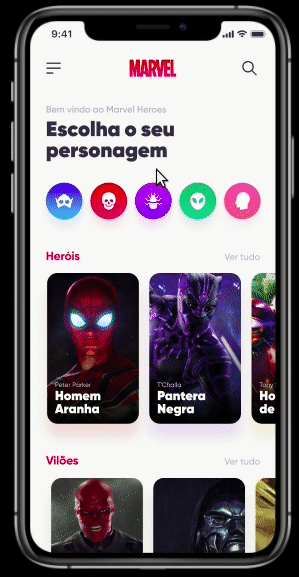 9:41
MARVEL
Bem vindo ao Marvel Heroes
Escolha o seu
personagem
Heróis
Ver tudo
Peter Parker
Homem
Aranha
T'Challa
Pantera
Negra
Tony
Ho
de
Vilões
Ver tudo